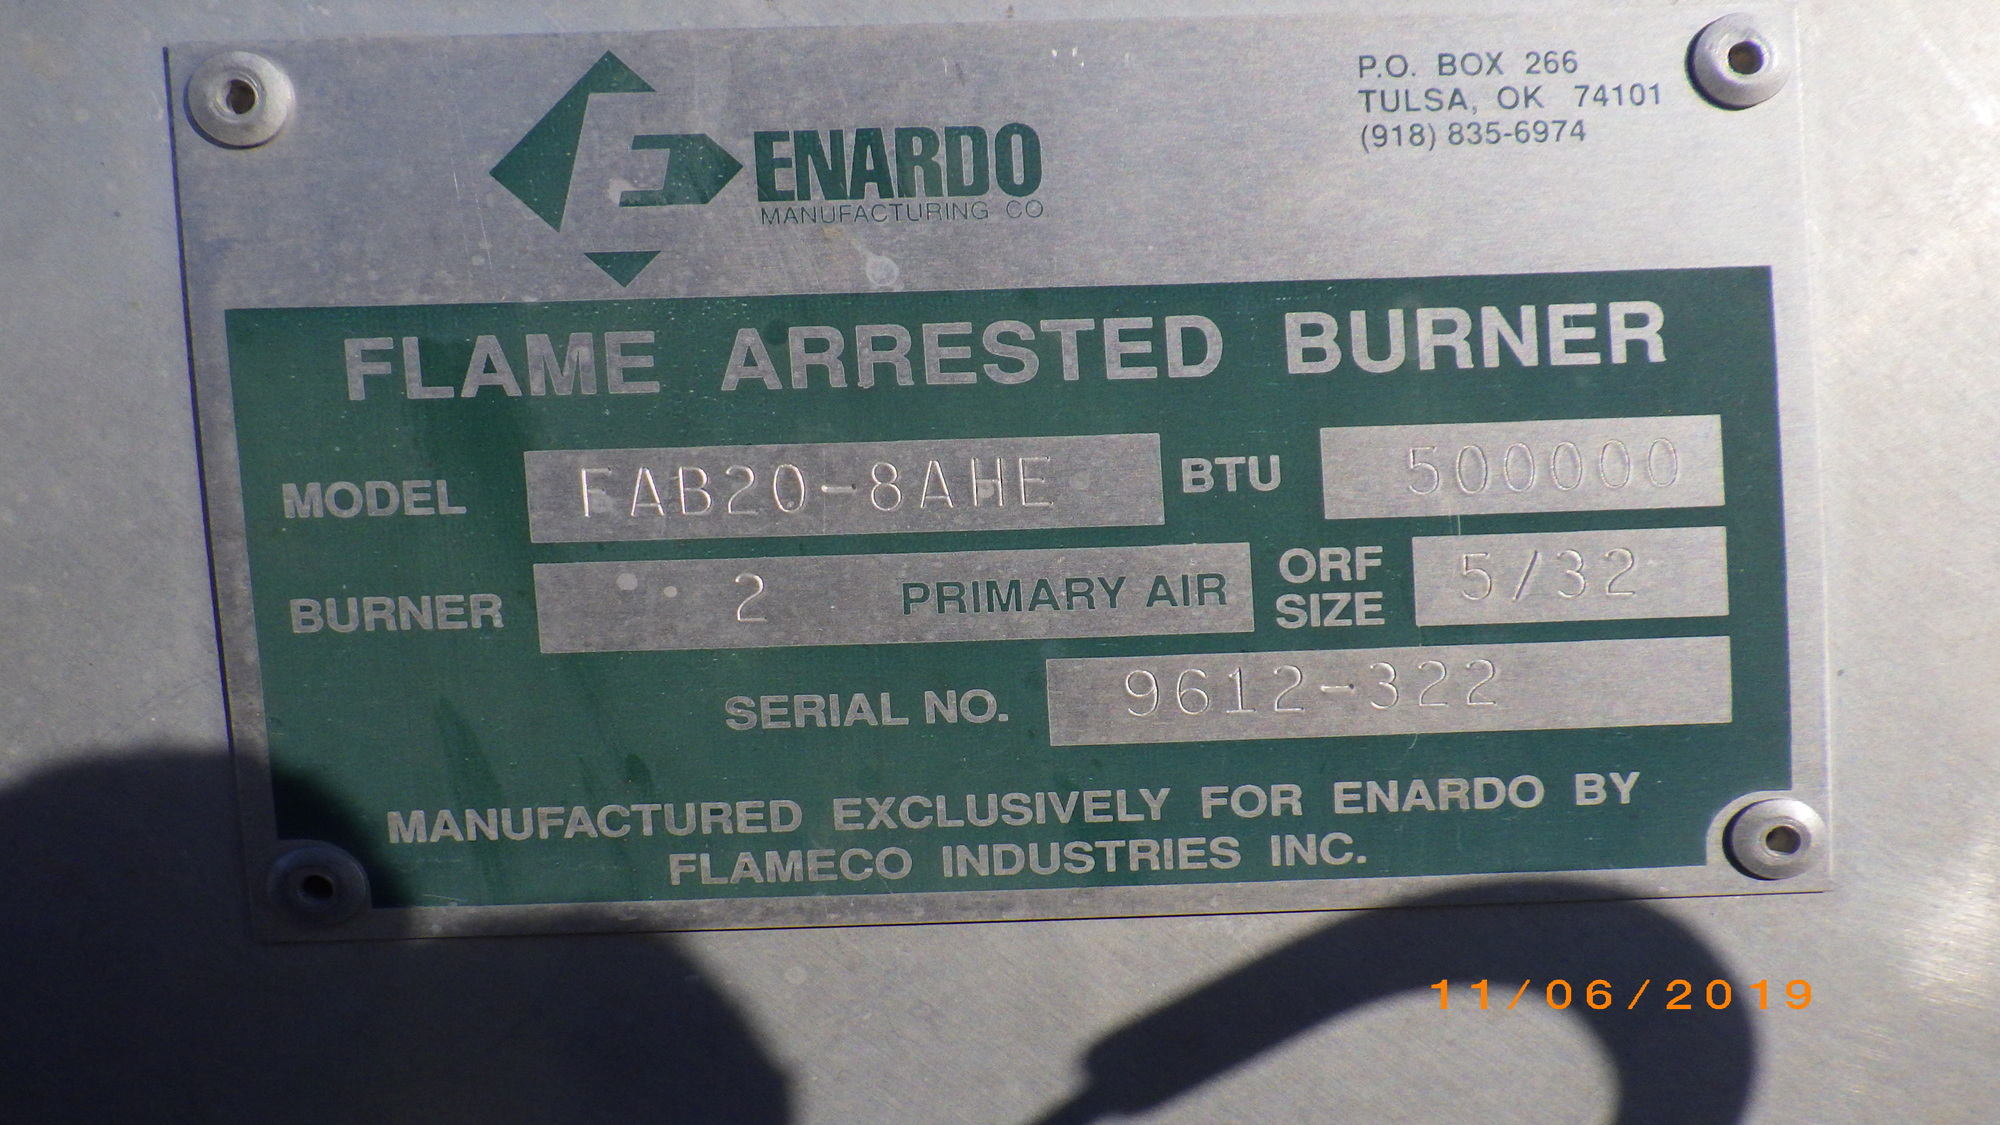 ENARDO
MANUFACTURING CO
P.O. BOX 266
TULSA, OK 74101
(918) 835-6974
FLAME ARRESTED BURNER
MODEL FAB20-8AHE BTU 500000
BURNER 2 PRIMARY AIR ORF SIZE 5/32
SERIAL NO. 9612-322
MANUFACTURED EXCLUSIVELY FOR ENARDO BY
FLAMECO INDUSTRIES INC.
11/06/2019